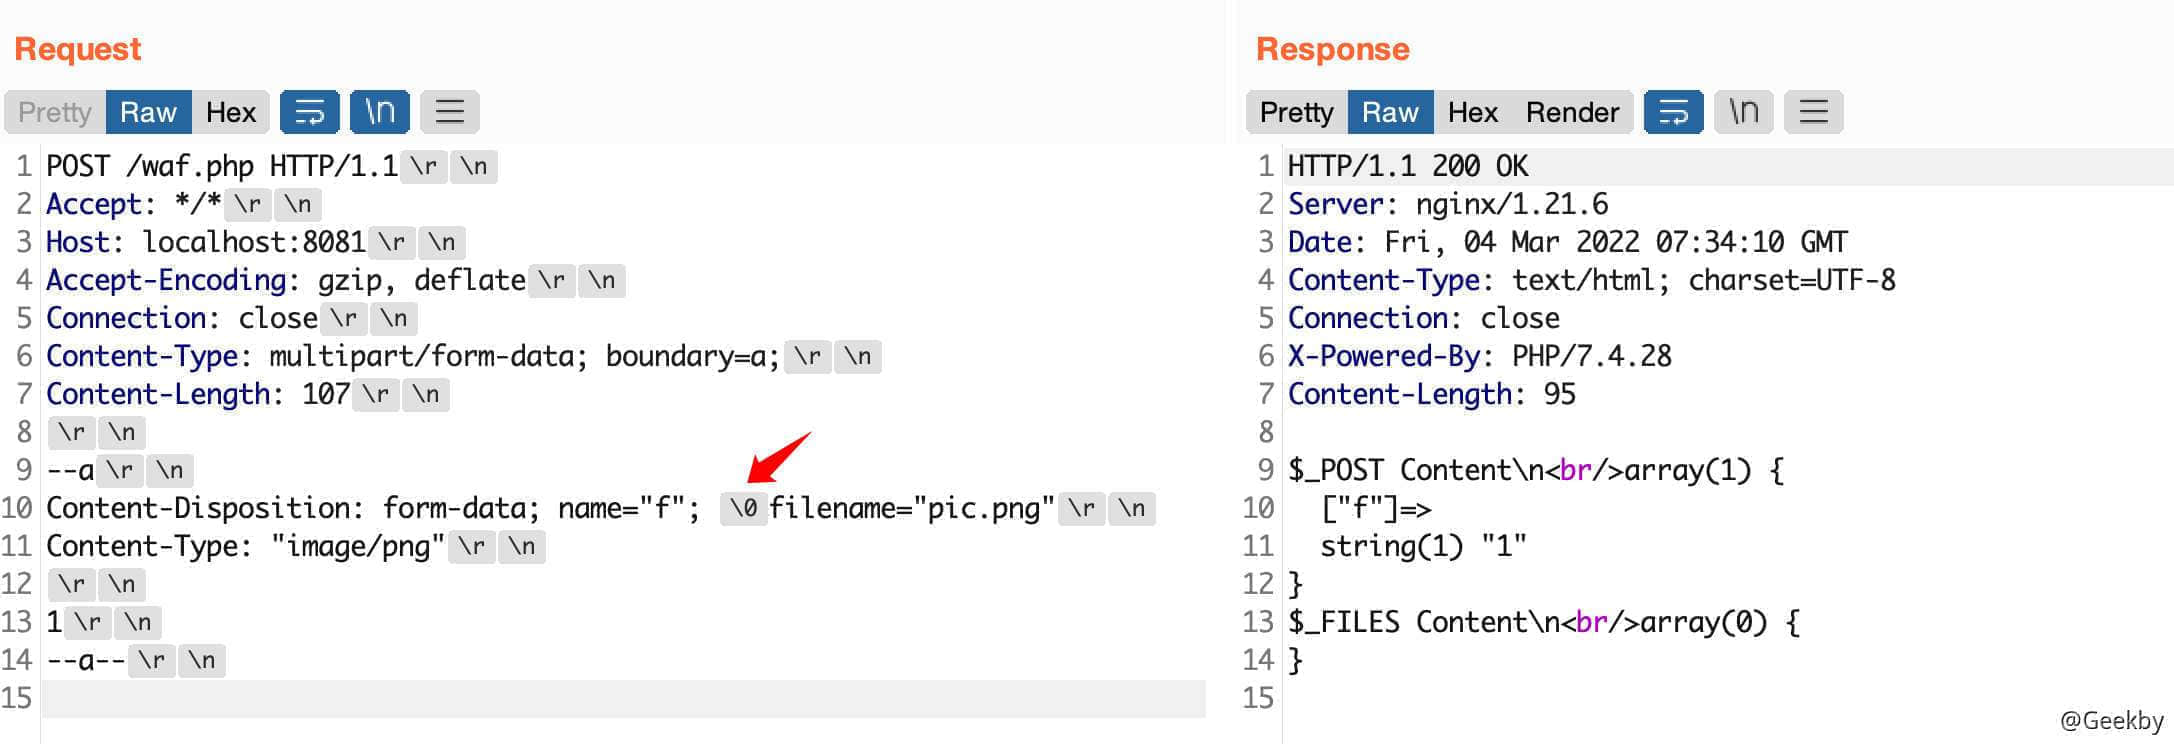 Request
Pretty Raw Hex \n
1 POST /waf.php HTTP/1.1 \r \n
2 Accept: */* \r \n
3 Host: localhost:8081 \r \n
4 Accept-Encoding: gzip, deflate \r \n
5 Connection: close \r \n
6 Content-Type: multipart/form-data; boundary=a; \r \n
7 Content-Length: 107 \r \n
8 \r \n
9 --a \r \n
10 Content-Disposition: form-data; name="f"; \0 filename="pic.png" \r \n
11 Content-Type: "image/png" \r \n
12 \r \n
13 1 \r \n
14 --a-- \r \n
15
Response
Pretty Raw Hex Render \n
1 HTTP/1.1 200 OK
2 Server: nginx/1.21.6
3 Date: Fri, 04 Mar 2022 07:34:10 GMT
4 Content-Type: text/html; charset=UTF-8
5 Connection: close
6 X-Powered-By: PHP/7.4.28
7 Content-Length: 95
8
9 $_POST Content\n<br/>array(1) {
10 ["f"]=>
11 string(1) "1"
12 }
13 $_FILES Content\n<br/>array(0) {
14 }
15
@Geekby